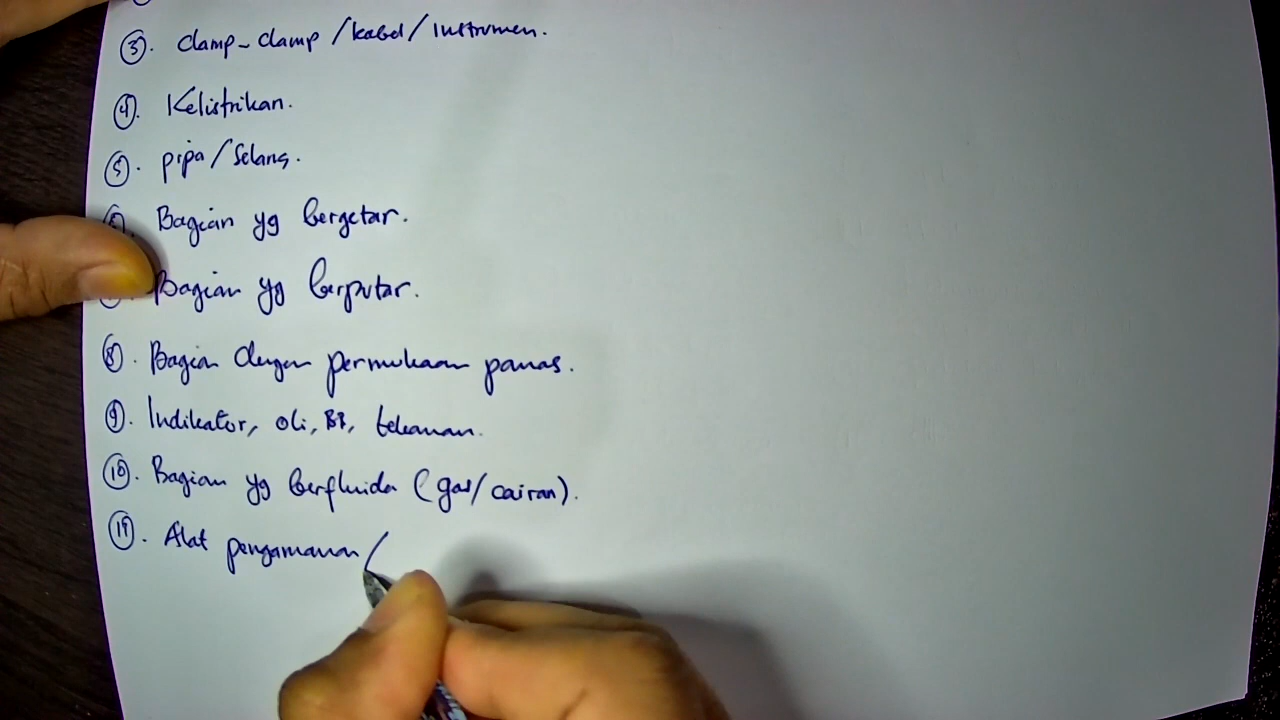 3. Clamp-clamp / kabel / instrumen.
4. Kelistrikan.
5. pipa / Selang.
Bagian yg bergetar.
Bagian yg berputar.
8. Bagian dengan permukaan panas.
9. Indikator, oli, BB, tekanan.
10. Bagian yg berfluida (gas/cairan).
11. Alat pengamanan /